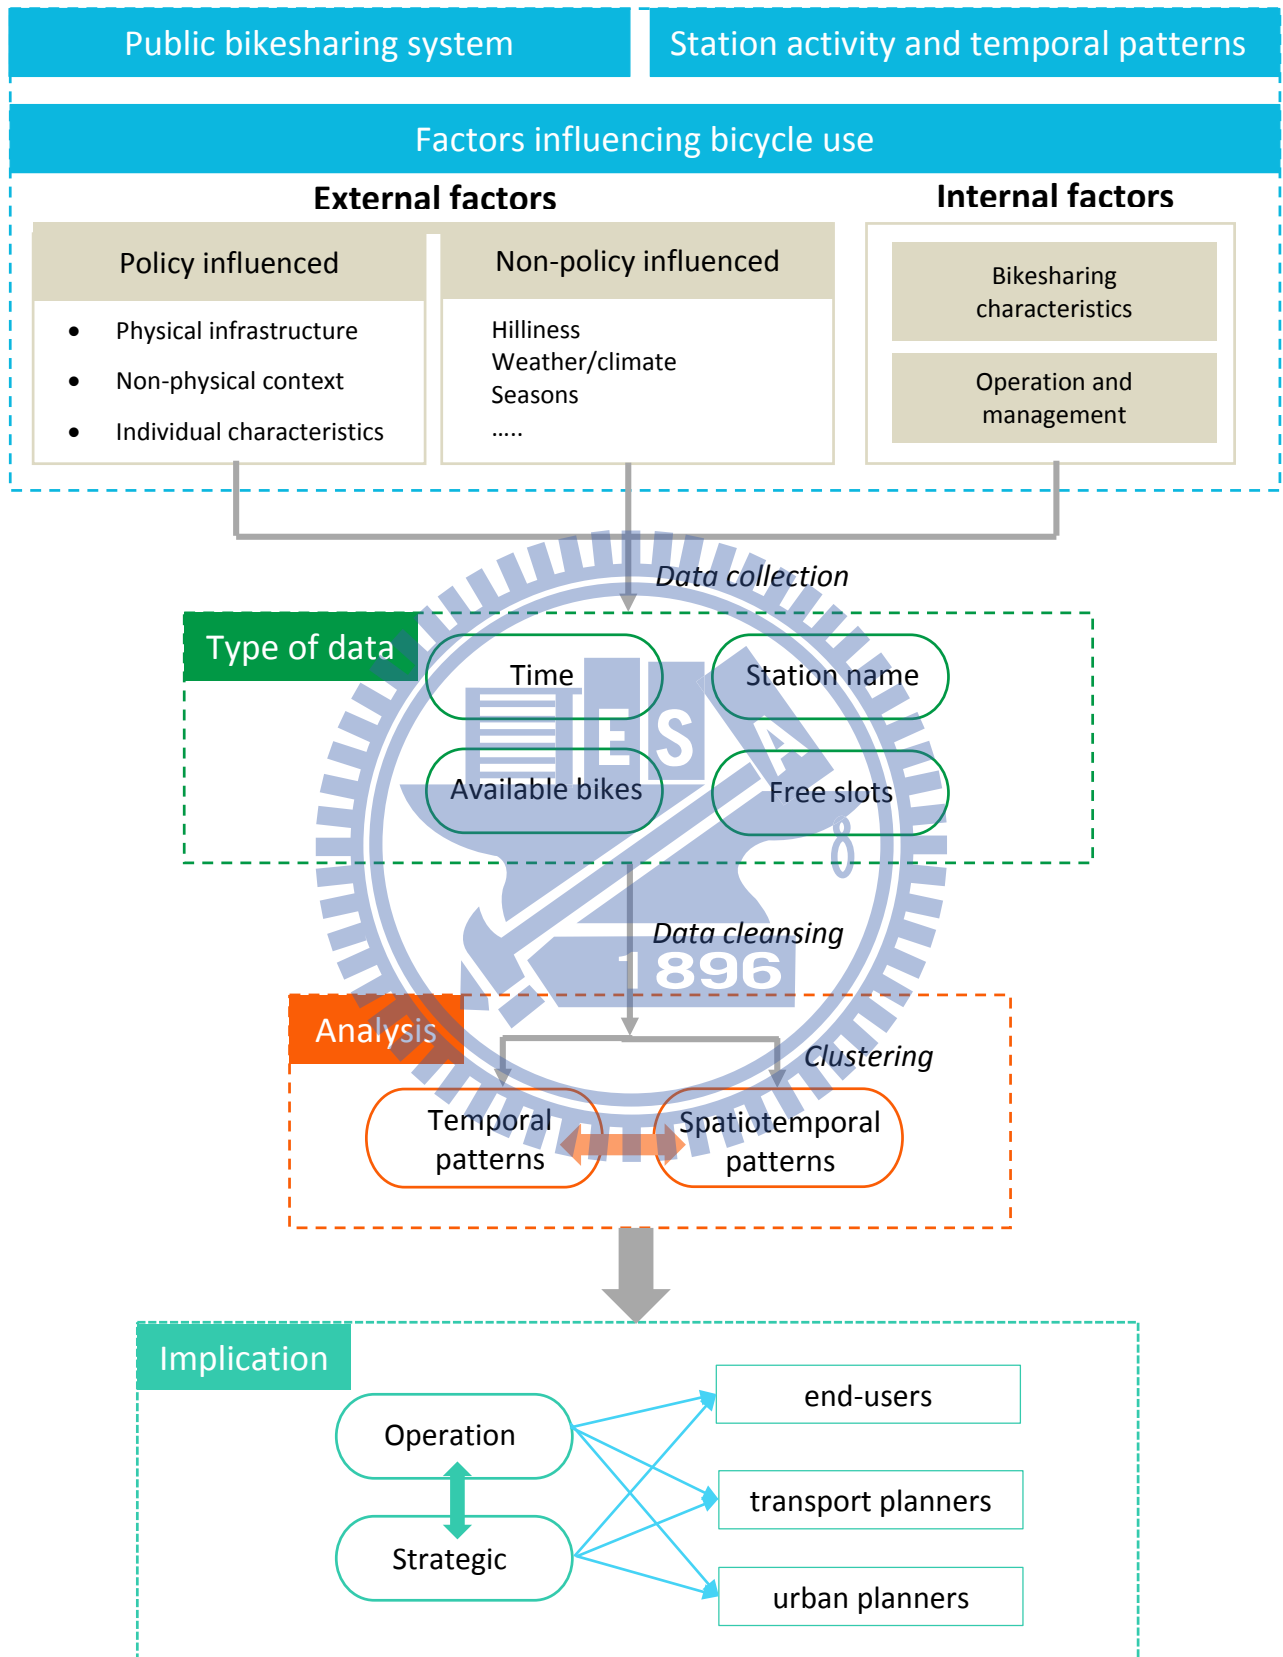 Public bikesharing system
Station activity and temporal patterns
Factors influencing bicycle use
External factors
Internal factors
Policy influenced
• Physical infrastructure
• Non-physical context
• Individual characteristics
Non-policy influenced
Hilliness
Weather/climate
Seasons
.....
Bikesharing
characteristics
Operation and
management
Data collection
Type of data
Time
Station name
Available bikes
Free slots
E S A
8
Data cleansing
1896
Analysis
Clustering
Temporal
patterns
Spatiotemporal
patterns
Implication
Operation
Strategic
end-users
transport planners
urban planners